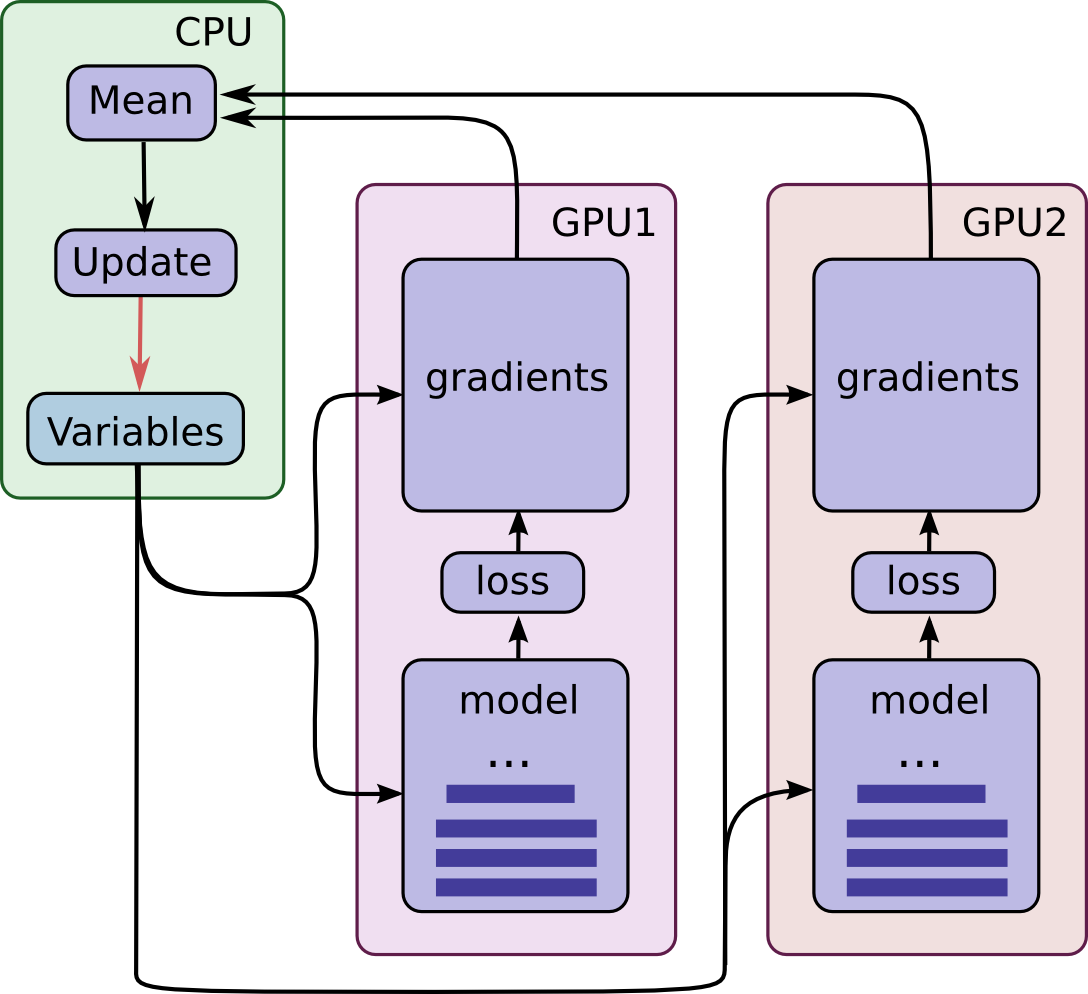 CPU
Mean
Update
Variables
GPU1
gradients
loss
model
...
GPU2
gradients
loss
model
...